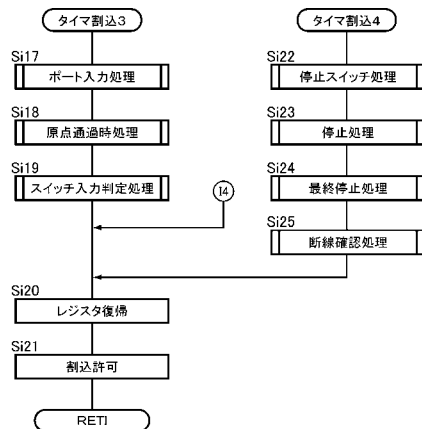 タイマ割込3
Si17
ポート入力処理
Si18
原点通過時処理
Si19
スイッチ入力判定処理
I4
Si20
レジスタ復帰
Si21
割込許可
RETI
タイマ割込4
Si22
停止スイッチ処理
Si23
停止処理
Si24
最終停止処理
Si25
断線確認処理